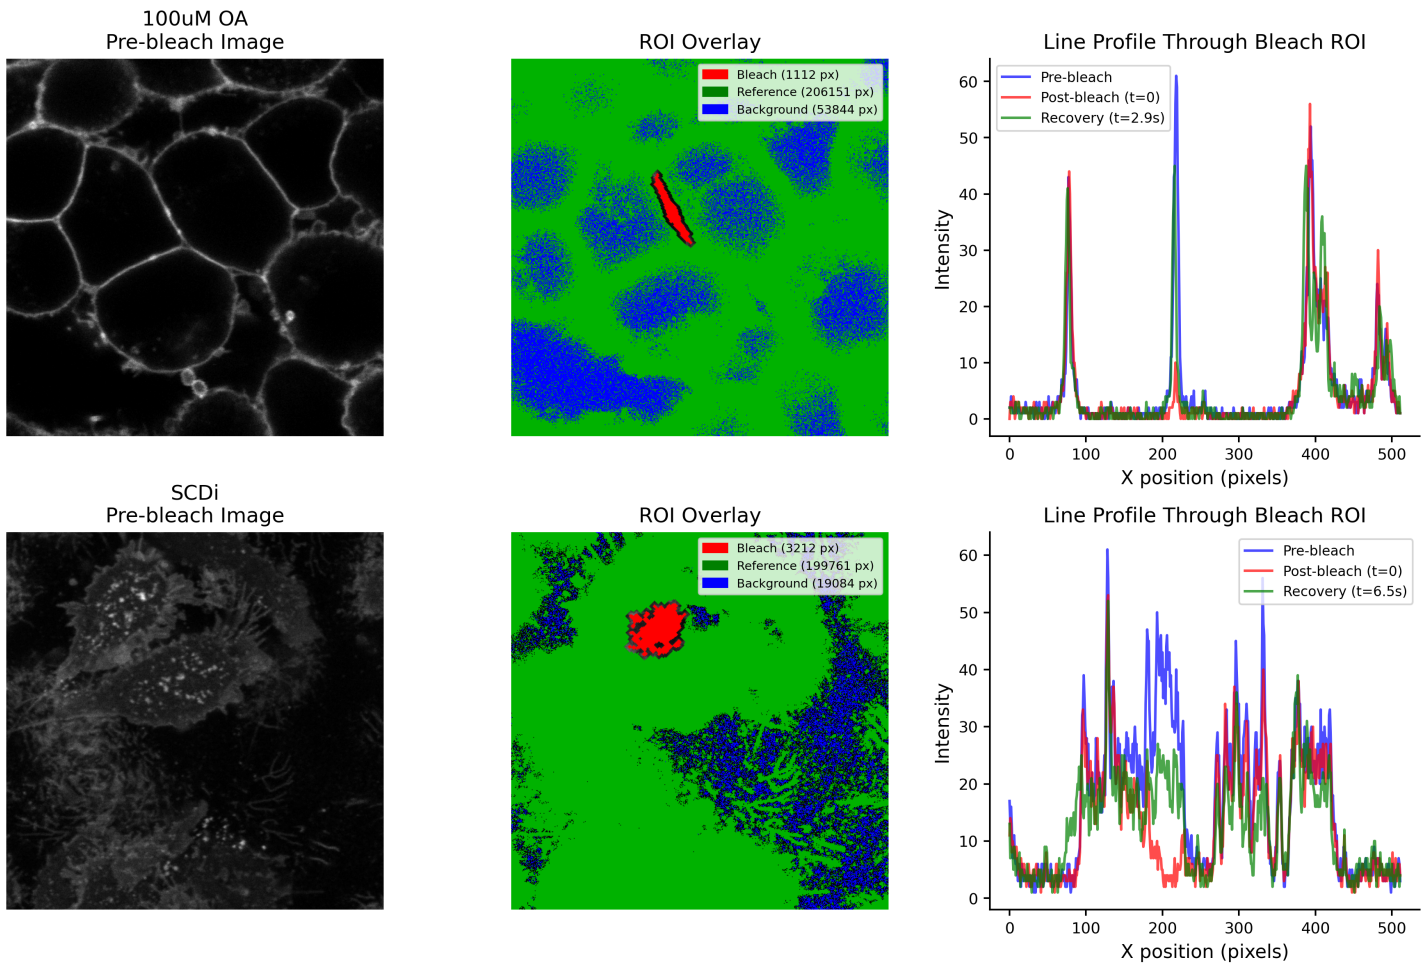 100uM OA
Pre-bleach Image
ROI Overlay
Bleach (1112 px)
Reference (206151 px)
Background (53844 px)
Line Profile Through Bleach ROI
Pre-bleach
Post-bleach (t=0)
Recovery (t=2.9s)
Intensity
60
50
40
30
20
10
0
0 100 200 300 400 500
X position (pixels)
SCDi
Pre-bleach Image
ROI Overlay
Bleach (3212 px)
Reference (199761 px)
Background (19084 px)
Line Profile Through Bleach ROI
Pre-bleach
Post-bleach (t=0)
Recovery (t=6.5s)
Intensity
60
50
40
30
20
10
0
0 100 200 300 400 500
X position (pixels)